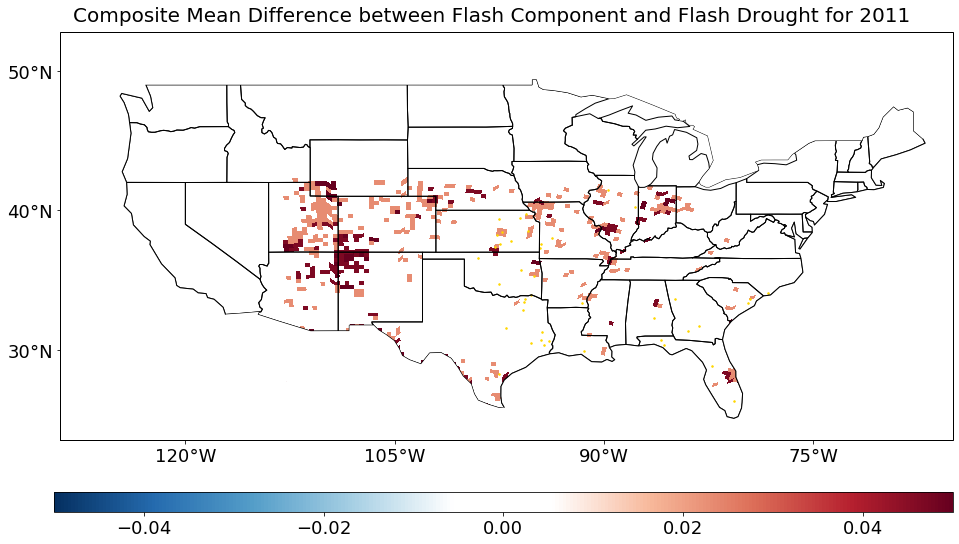 Composite Mean Difference between Flash Component and Flash Drought for 2011
50°N
40°N
30°N
120°W 105°W 90°W 75°W
−0.04 −0.02 0.00 0.02 0.04